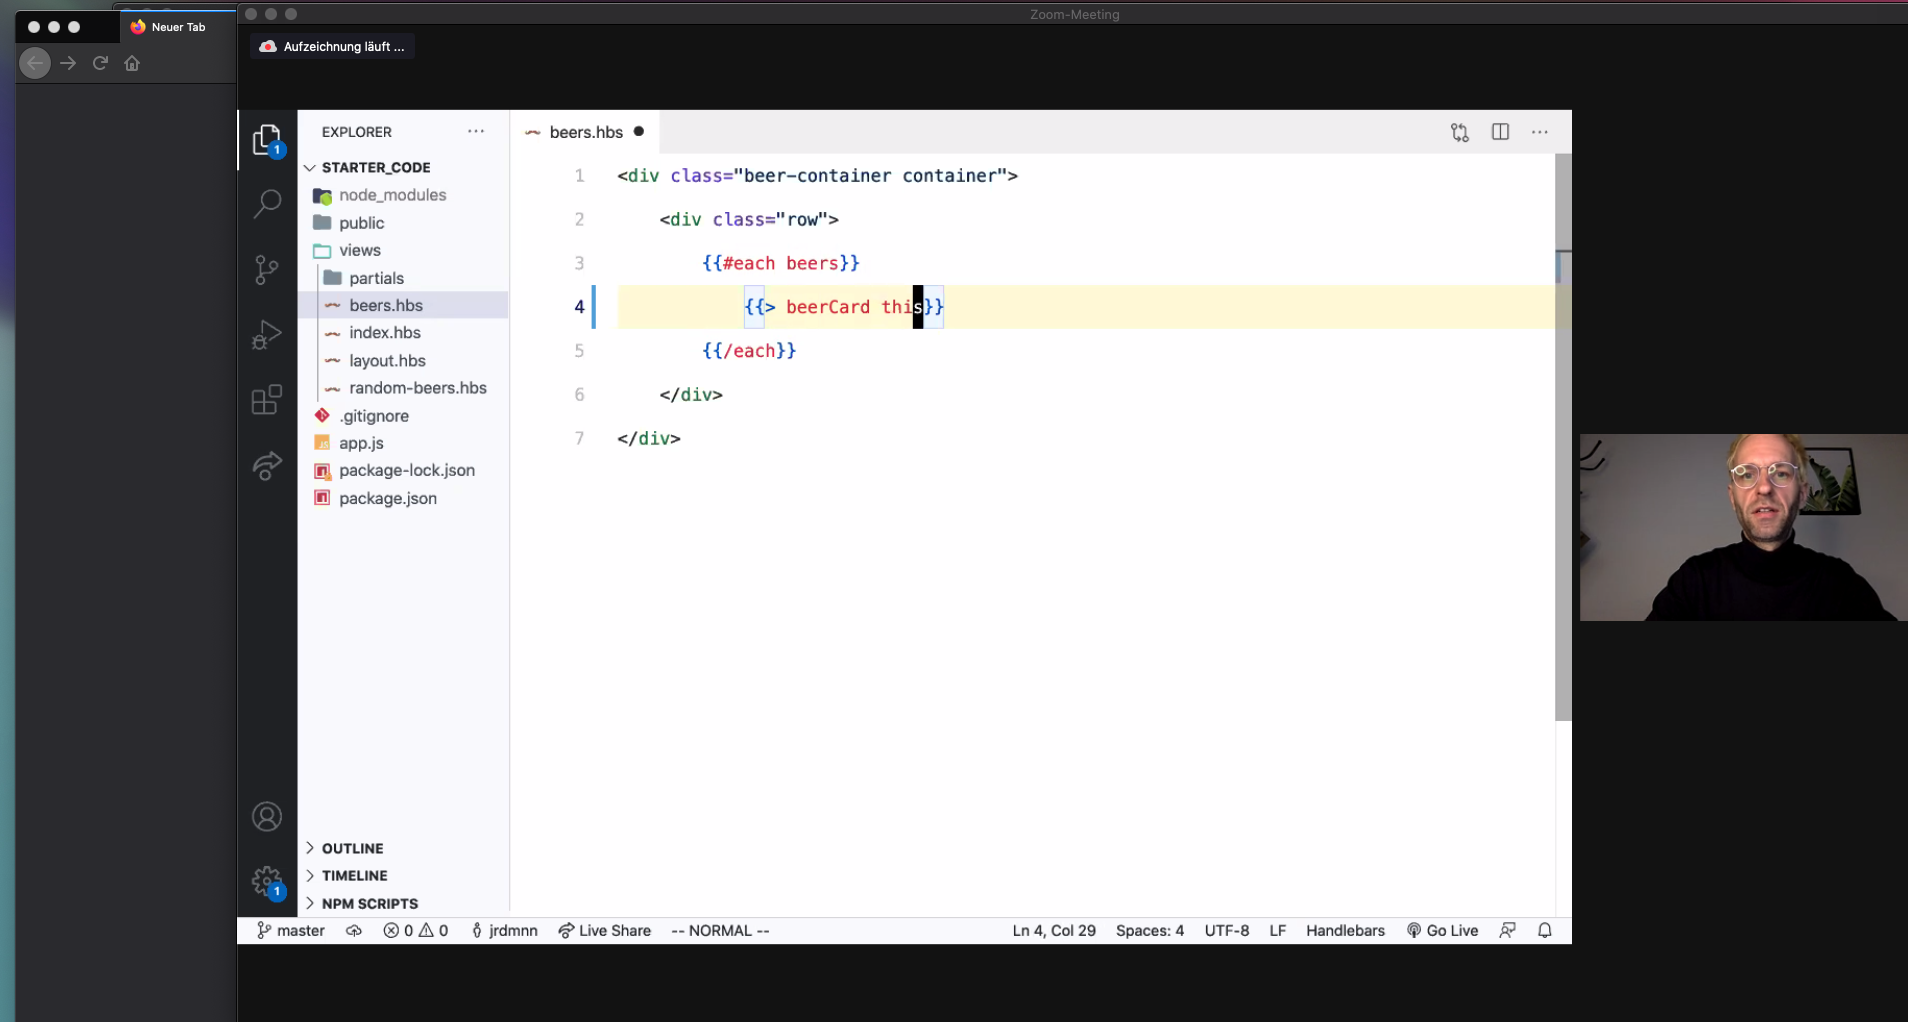 Zoom-Meeting
Neuer Tab
Aufzeichnung läuft ...
EXPLORER
STARTER_CODE
node_modules
public
views
partials
beers.hbs
index.hbs
layout.hbs
random-beers.hbs
.gitignore
JS app.js
package-lock.json
package.json
OUTLINE
TIMELINE
NPM SCRIPTS
1
1
beers.hbs
1 <div class="beer-container container">
2 <div class="row">
3 {{#each beers}}
4 {{> beerCard this}}
5 {{/each}}
6 </div>
7 </div>
master 0 0 jrdmnn Live Share -- NORMAL -- Ln 4, Col 29 Spaces: 4 UTF-8 LF Handlebars Go Live